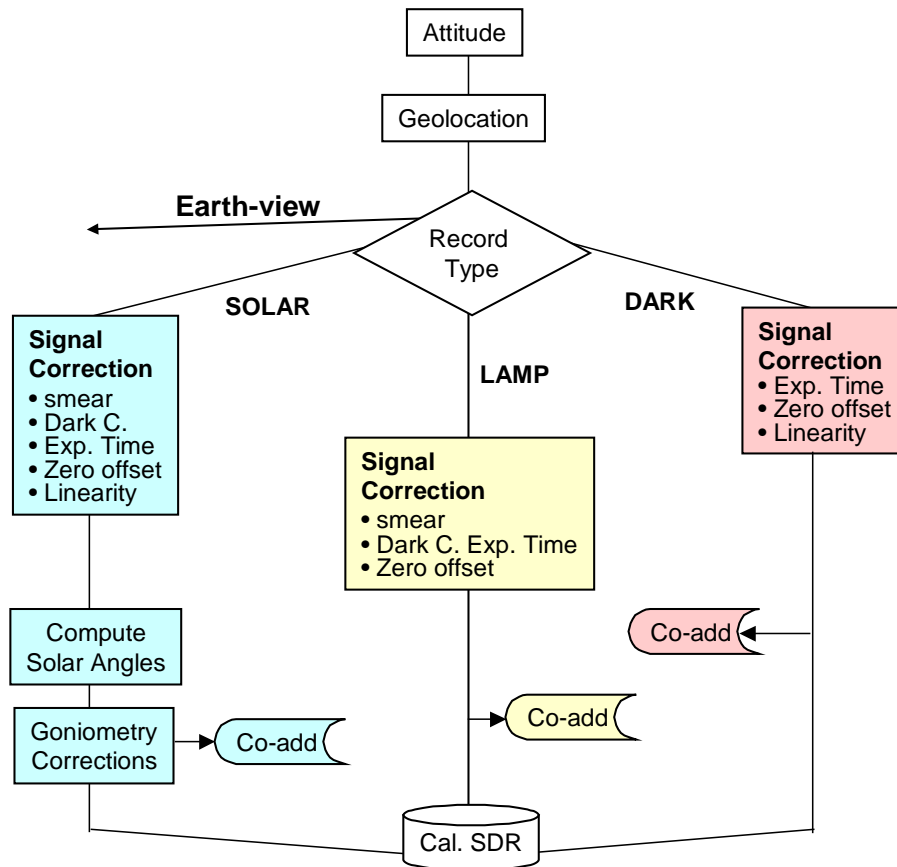 Attitude
Geolocation
Earth-view
Record
Type
SOLAR
DARK
LAMP
Signal
Correction
• smear
• Dark C.
• Exp. Time
• Zero offset
• Linearity
Signal
Correction
• smear
• Dark C. Exp. Time
• Zero offset
Signal
Correction
• Exp. Time
• Zero offset
• Linearity
Compute
Solar Angles
Goniometry
Corrections
Co-add
Co-add
Co-add
Cal. SDR